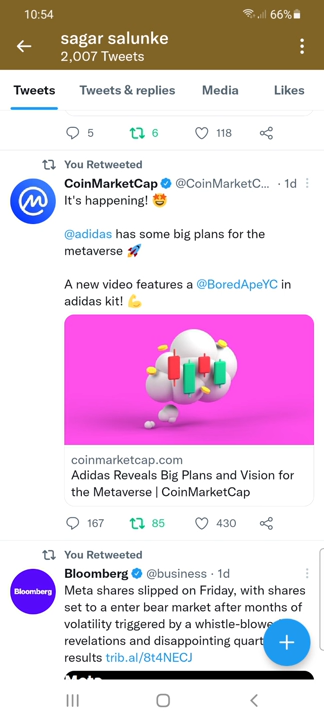 10:54
66%
sagar salunke
2,007 Tweets
Tweets
Tweets & replies
Media
Likes
5
6
118
You Retweeted
CoinMarketCap @CoinMarketC... · 1d
It's happening! 🤩
@adidas has some big plans for the
metaverse 🚀
A new video features a @BoredApeYC in
adidas kit! 💪
coinmarketcap.com
Adidas Reveals Big Plans and Vision for
the Metaverse | CoinMarketCap
167
85
430
You Retweeted
Bloomberg
Bloomberg @business · 1d
Meta shares slipped on Friday, with shares
set to a enter bear market after months of
volatility triggered by a whistle-blowe
revelations and disappointing quart
results trib.al/8t4NECJ